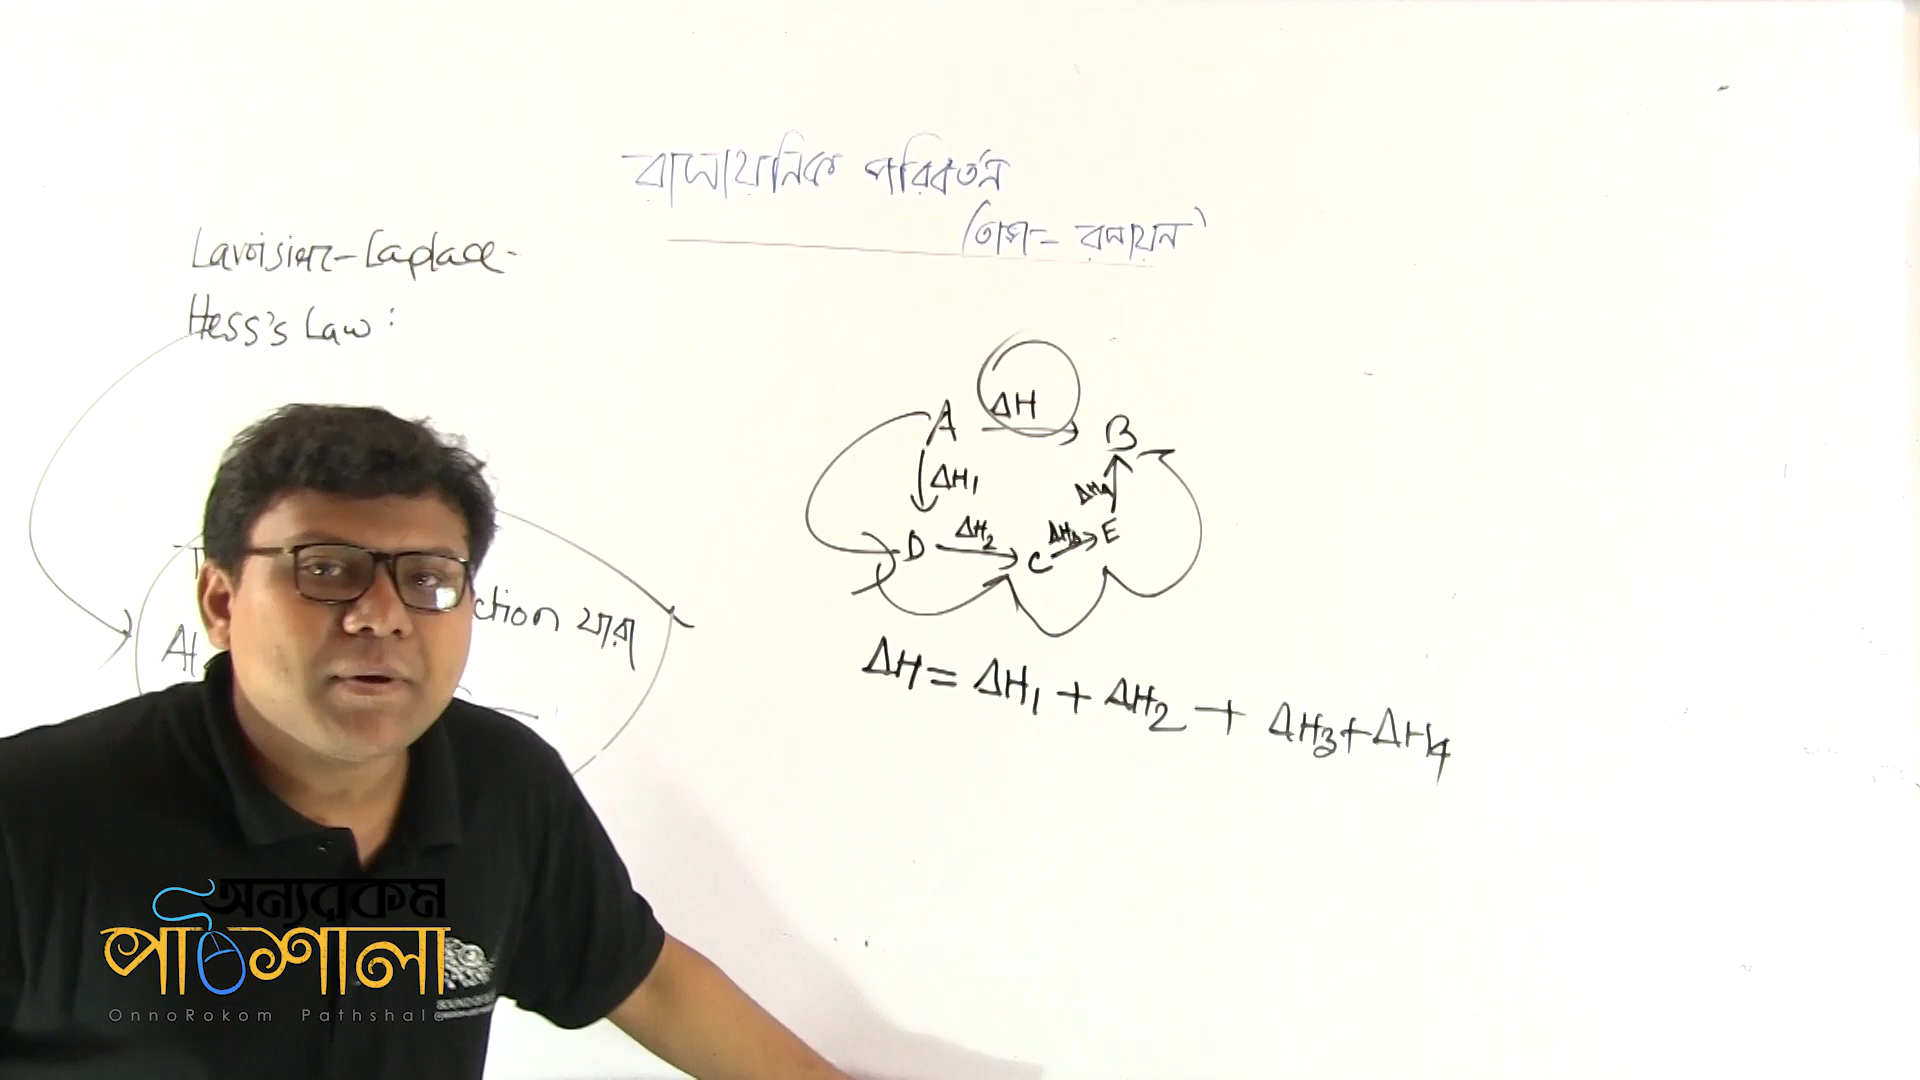 রাসায়নিক পরিবর্তন
(তাপ - রসায়ন)
Lavoisier-Laplace-
Hess's Law:
A ΔH B
ΔH1 ΔH4
D ΔH2 C ΔH3 E
ction যারা
ΔH = ΔH1 + ΔH2 + ΔH3 + ΔH4
অন্যরকম
পাঠশালা
OnnoRokom Pathshala